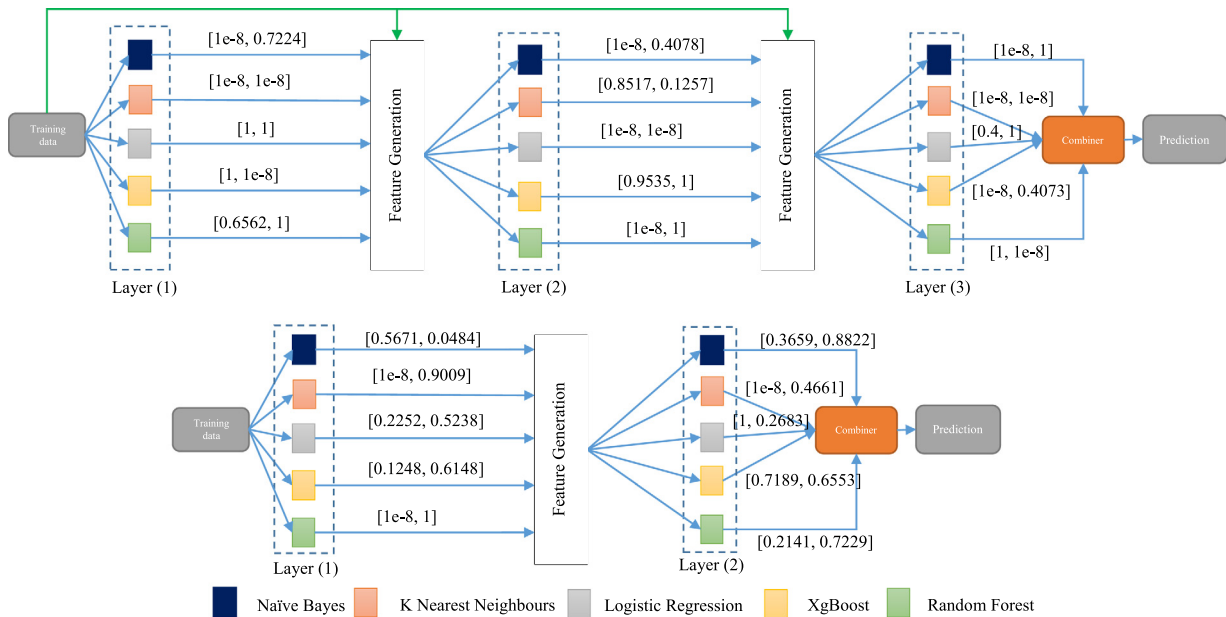 [1e-8, 0.7224]
[1e-8, 1e-8]
[1, 1]
[1, 1e-8]
[0.6562, 1]
Training
data
Layer (1)
Feature Generation
[1e-8, 0.4078]
[0.8517, 0.1257]
[1e-8, 1e-8]
[0.9535, 1]
[1e-8, 1]
Layer (2)
Feature Generation
[1e-8, 1]
[1e-8, 1e-8]
[0.4, 1]
[1e-8, 0.4073]
[1, 1e-8]
Layer (3)
Combiner
Prediction
[0.5671, 0.0484]
[1e-8, 0.9009]
[0.2252, 0.5238]
[0.1248, 0.6148]
[1e-8, 1]
Training
data
Layer (1)
Feature Generation
[0.3659, 0.8822]
[1e-8, 0.4661]
[1, 0.2683]
[0.7189, 0.6553]
[0.2141, 0.7229]
Layer (2)
Combiner
Prediction
Naïve Bayes
K Nearest Neighbours
Logistic Regression
XgBoost
Random Forest